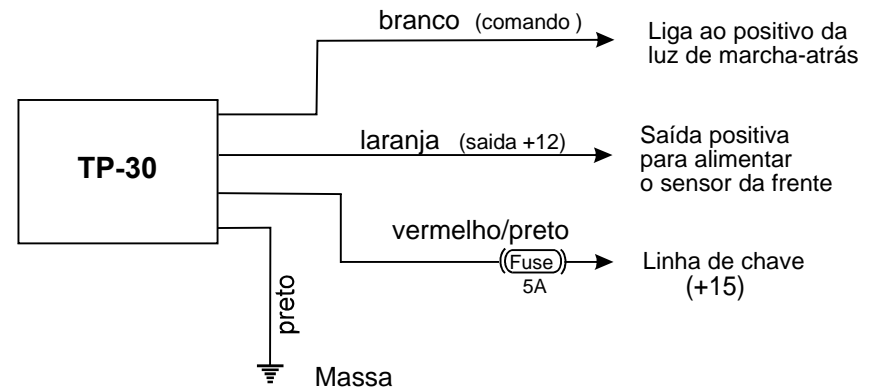 branco (comando )
Liga ao positivo da
luz de marcha-atrás
TP-30
laranja (saida +12)
Saída positiva
para alimentar
o sensor da frente
vermelho/preto
Fuse
5A
Linha de chave
(+15)
preto
Massa